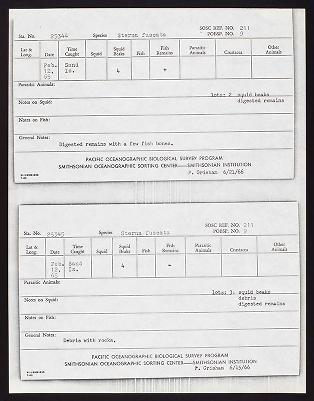 SOSC REF. NO. 211
Sta. No. P5344 Species Sterna fuscata POBSP. NO. 9
Lat & Long. Date Time Caught Squid Squid Beaks Fish Fish Remains Parasitic Animals Crustacea Other Animals
Feb. 12, 65 Sand Is. 4 +
Parasitic Animals:
lots: 2 squid beaks
Notes on Squid: digested remains
Notes on Fish:
General Notes:
Digested remains with a few fish bones.
PACIFIC OCEANOGRAPHIC BIOLOGICAL SURVEY PROGRAM
SMITHSONIAN OCEANOGRAPHIC SORTING CENTER——SMITHSONIAN INSTITUTION
P. Grisham 6/21/66
SOSC REF. NO. 211
Sta. No. P5345 Species Sterna fuscata POBSP. NO. 9
Lat & Long. Date Time Caught Squid Squid Beaks Fish Fish Remains Parasitic Animals Crustacea Other Animals
Feb. 12, 65 Sand Is. 4 -
Parasitic Animals:
lots: 3: squid beaks
Notes on Squid: debris
digested remains
Notes on Fish:
General Notes:
Debris with rocks.
PACIFIC OCEANOGRAPHIC BIOLOGICAL SURVEY PROGRAM
SMITHSONIAN OCEANOGRAPHIC SORTING CENTER——SMITHSONIAN INSTITUTION
P. Grisham 6/15/66